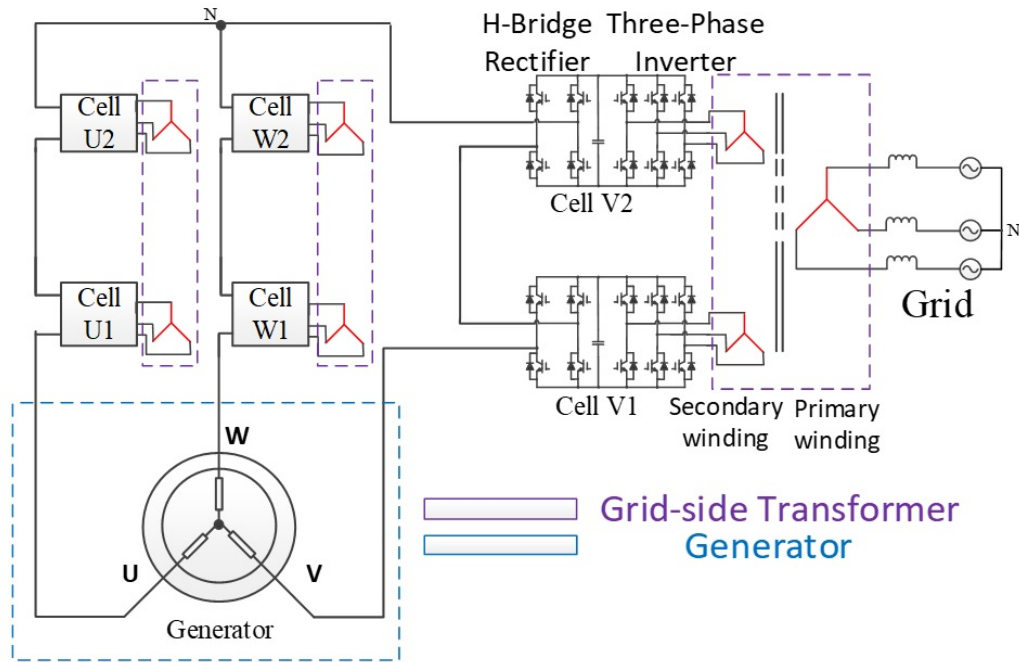 N
H-Bridge Three-Phase
Rectifier Inverter
Cell
U2
Cell
W2
Cell V2
N
Cell
U1
Cell
W1
Grid
Cell V1
Secondary
winding
Primary
winding
W
U
V
Generator
Grid-side Transformer
Generator